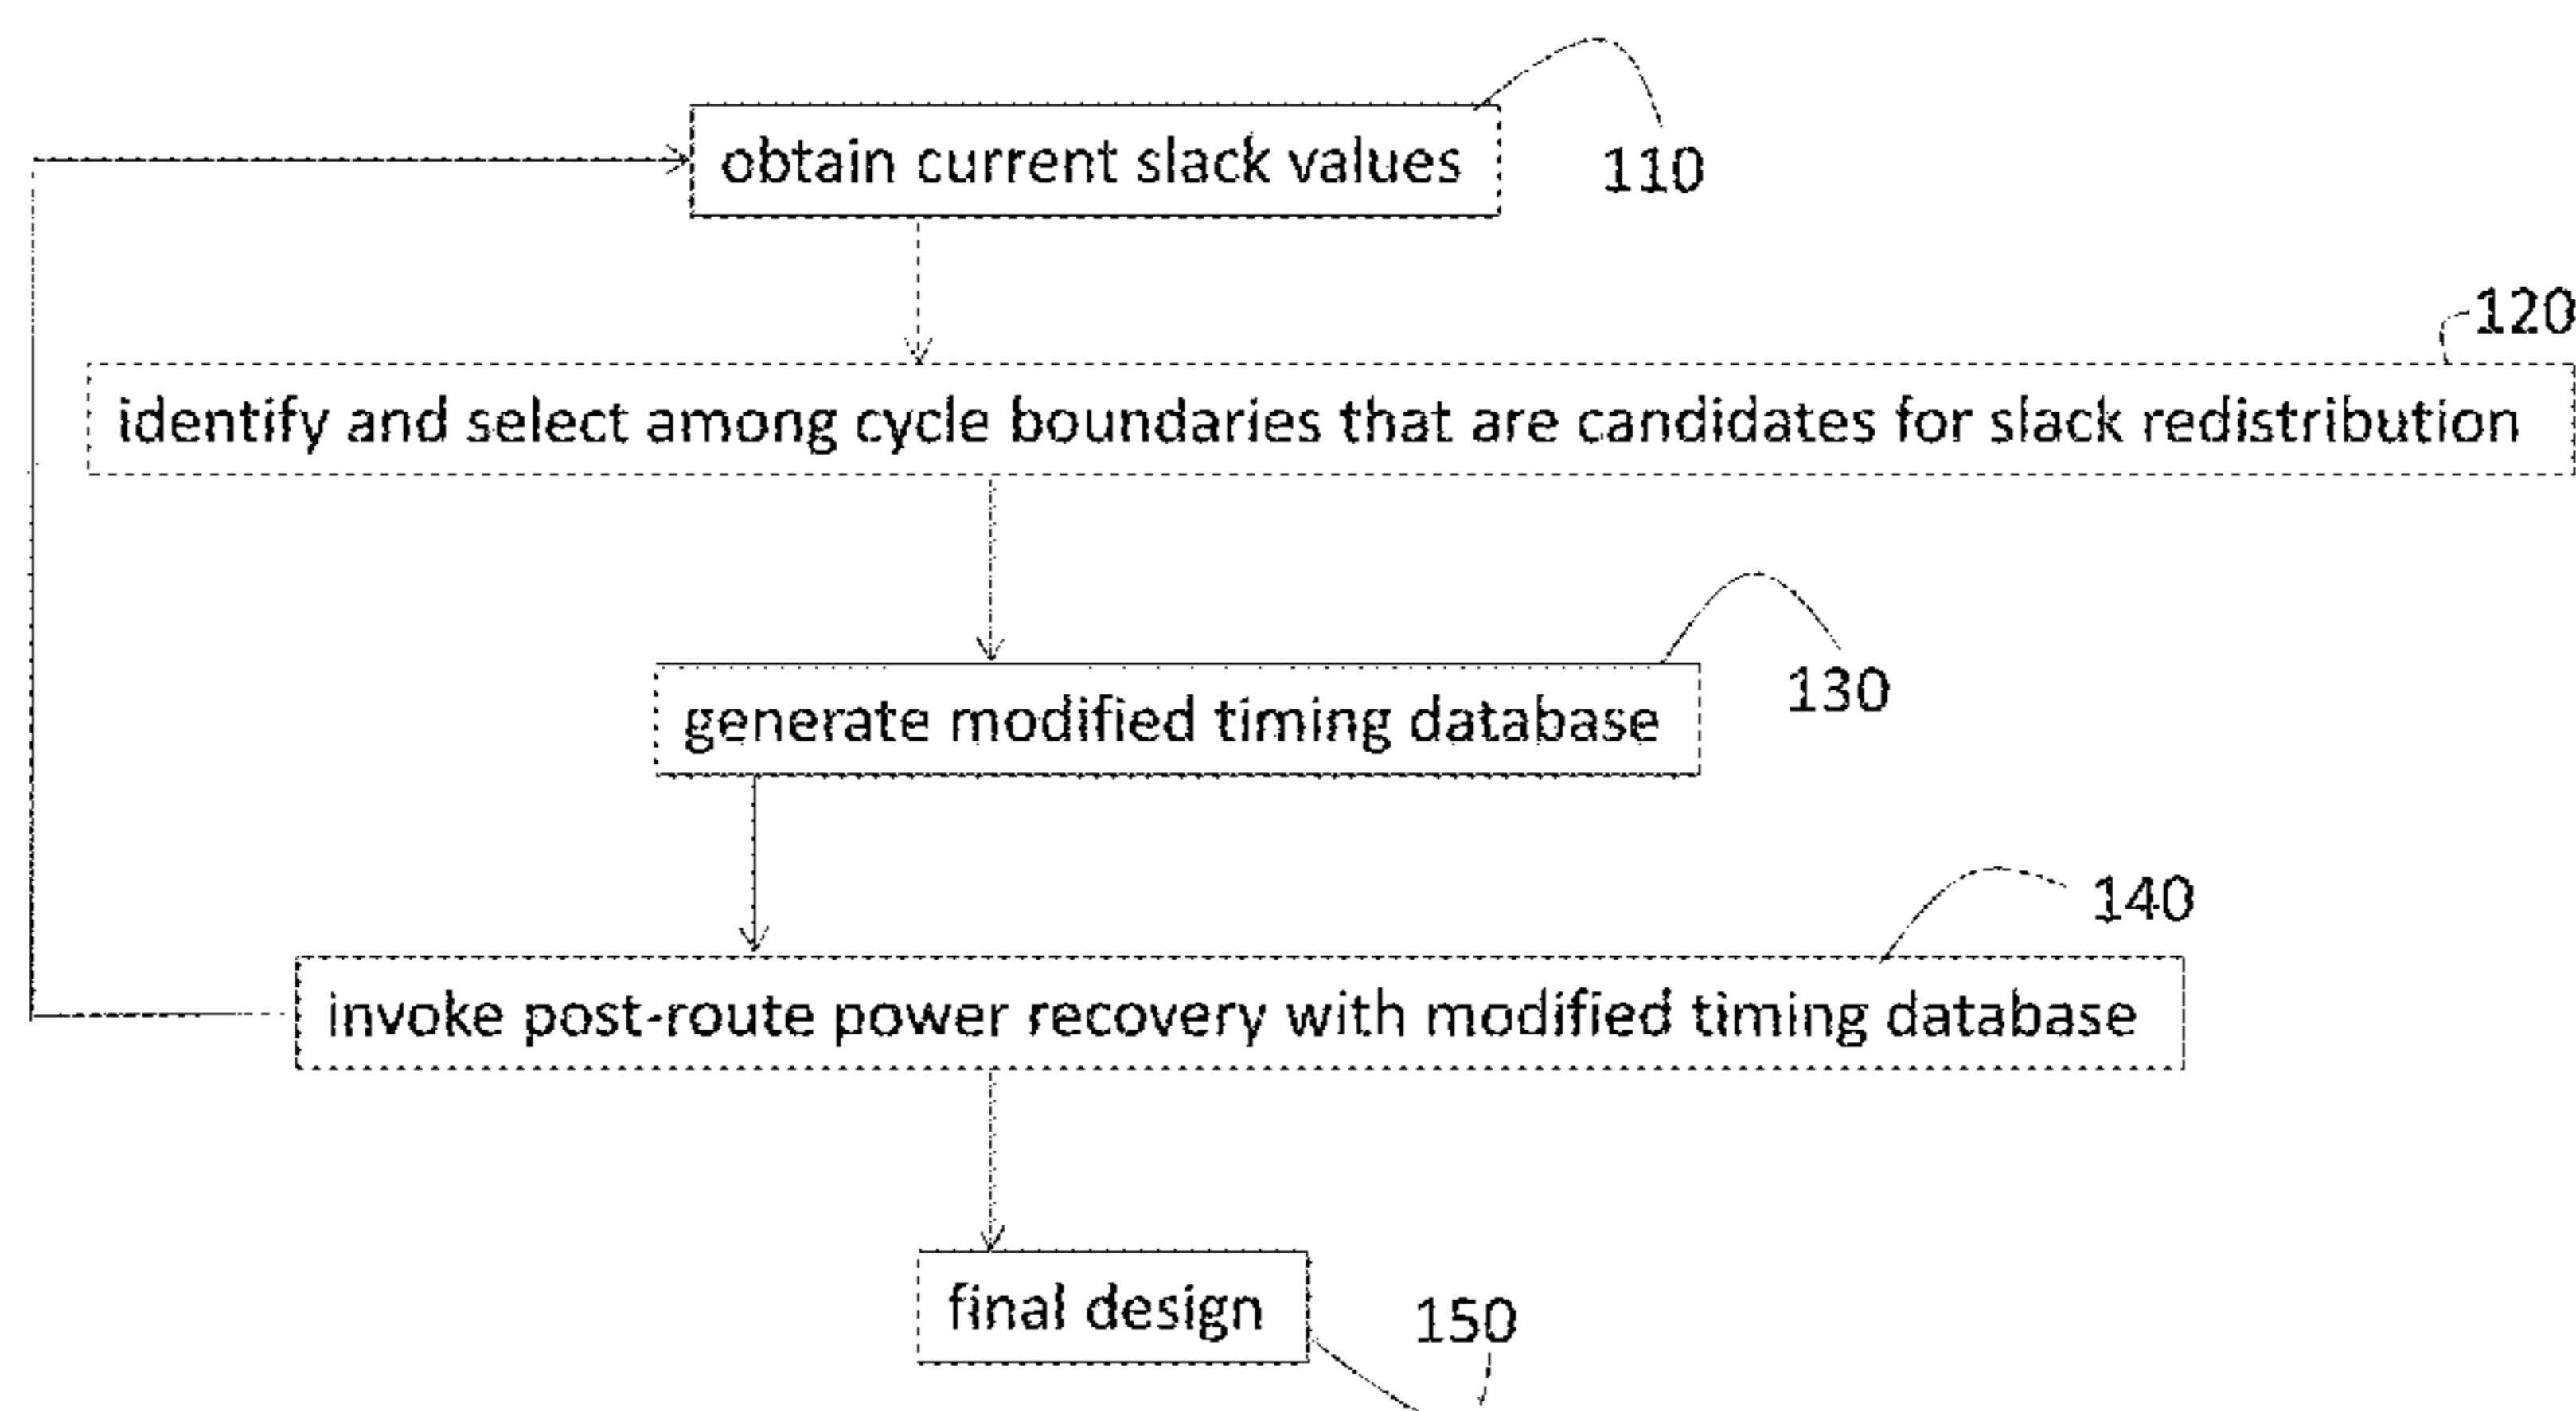 obtain current slack values
110
120
identify and select among cycle boundaries that are candidates for slack redistribution
generate modified timing database
130
140
invoke post-route power recovery with modified timing database
final design
150